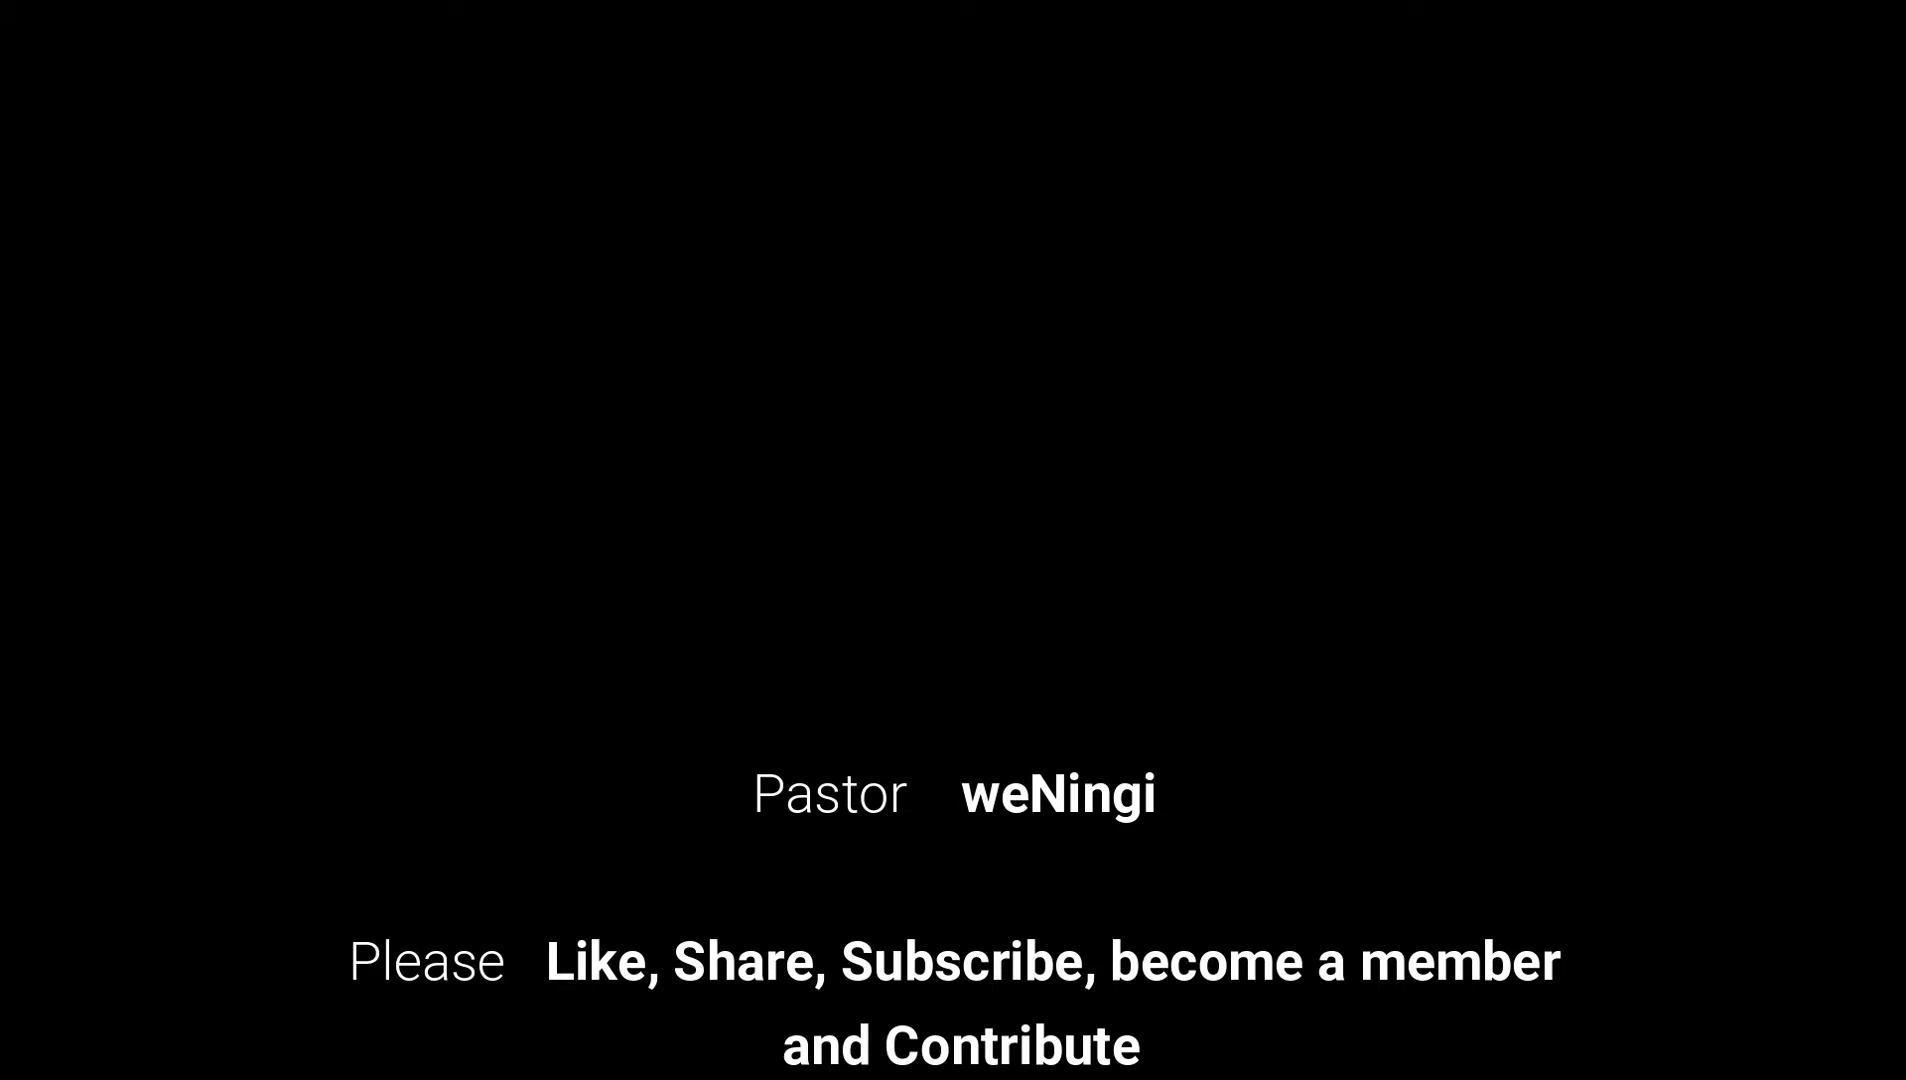 Pastor weNingi
Please Like, Share, Subscribe, become a member
and Contribute